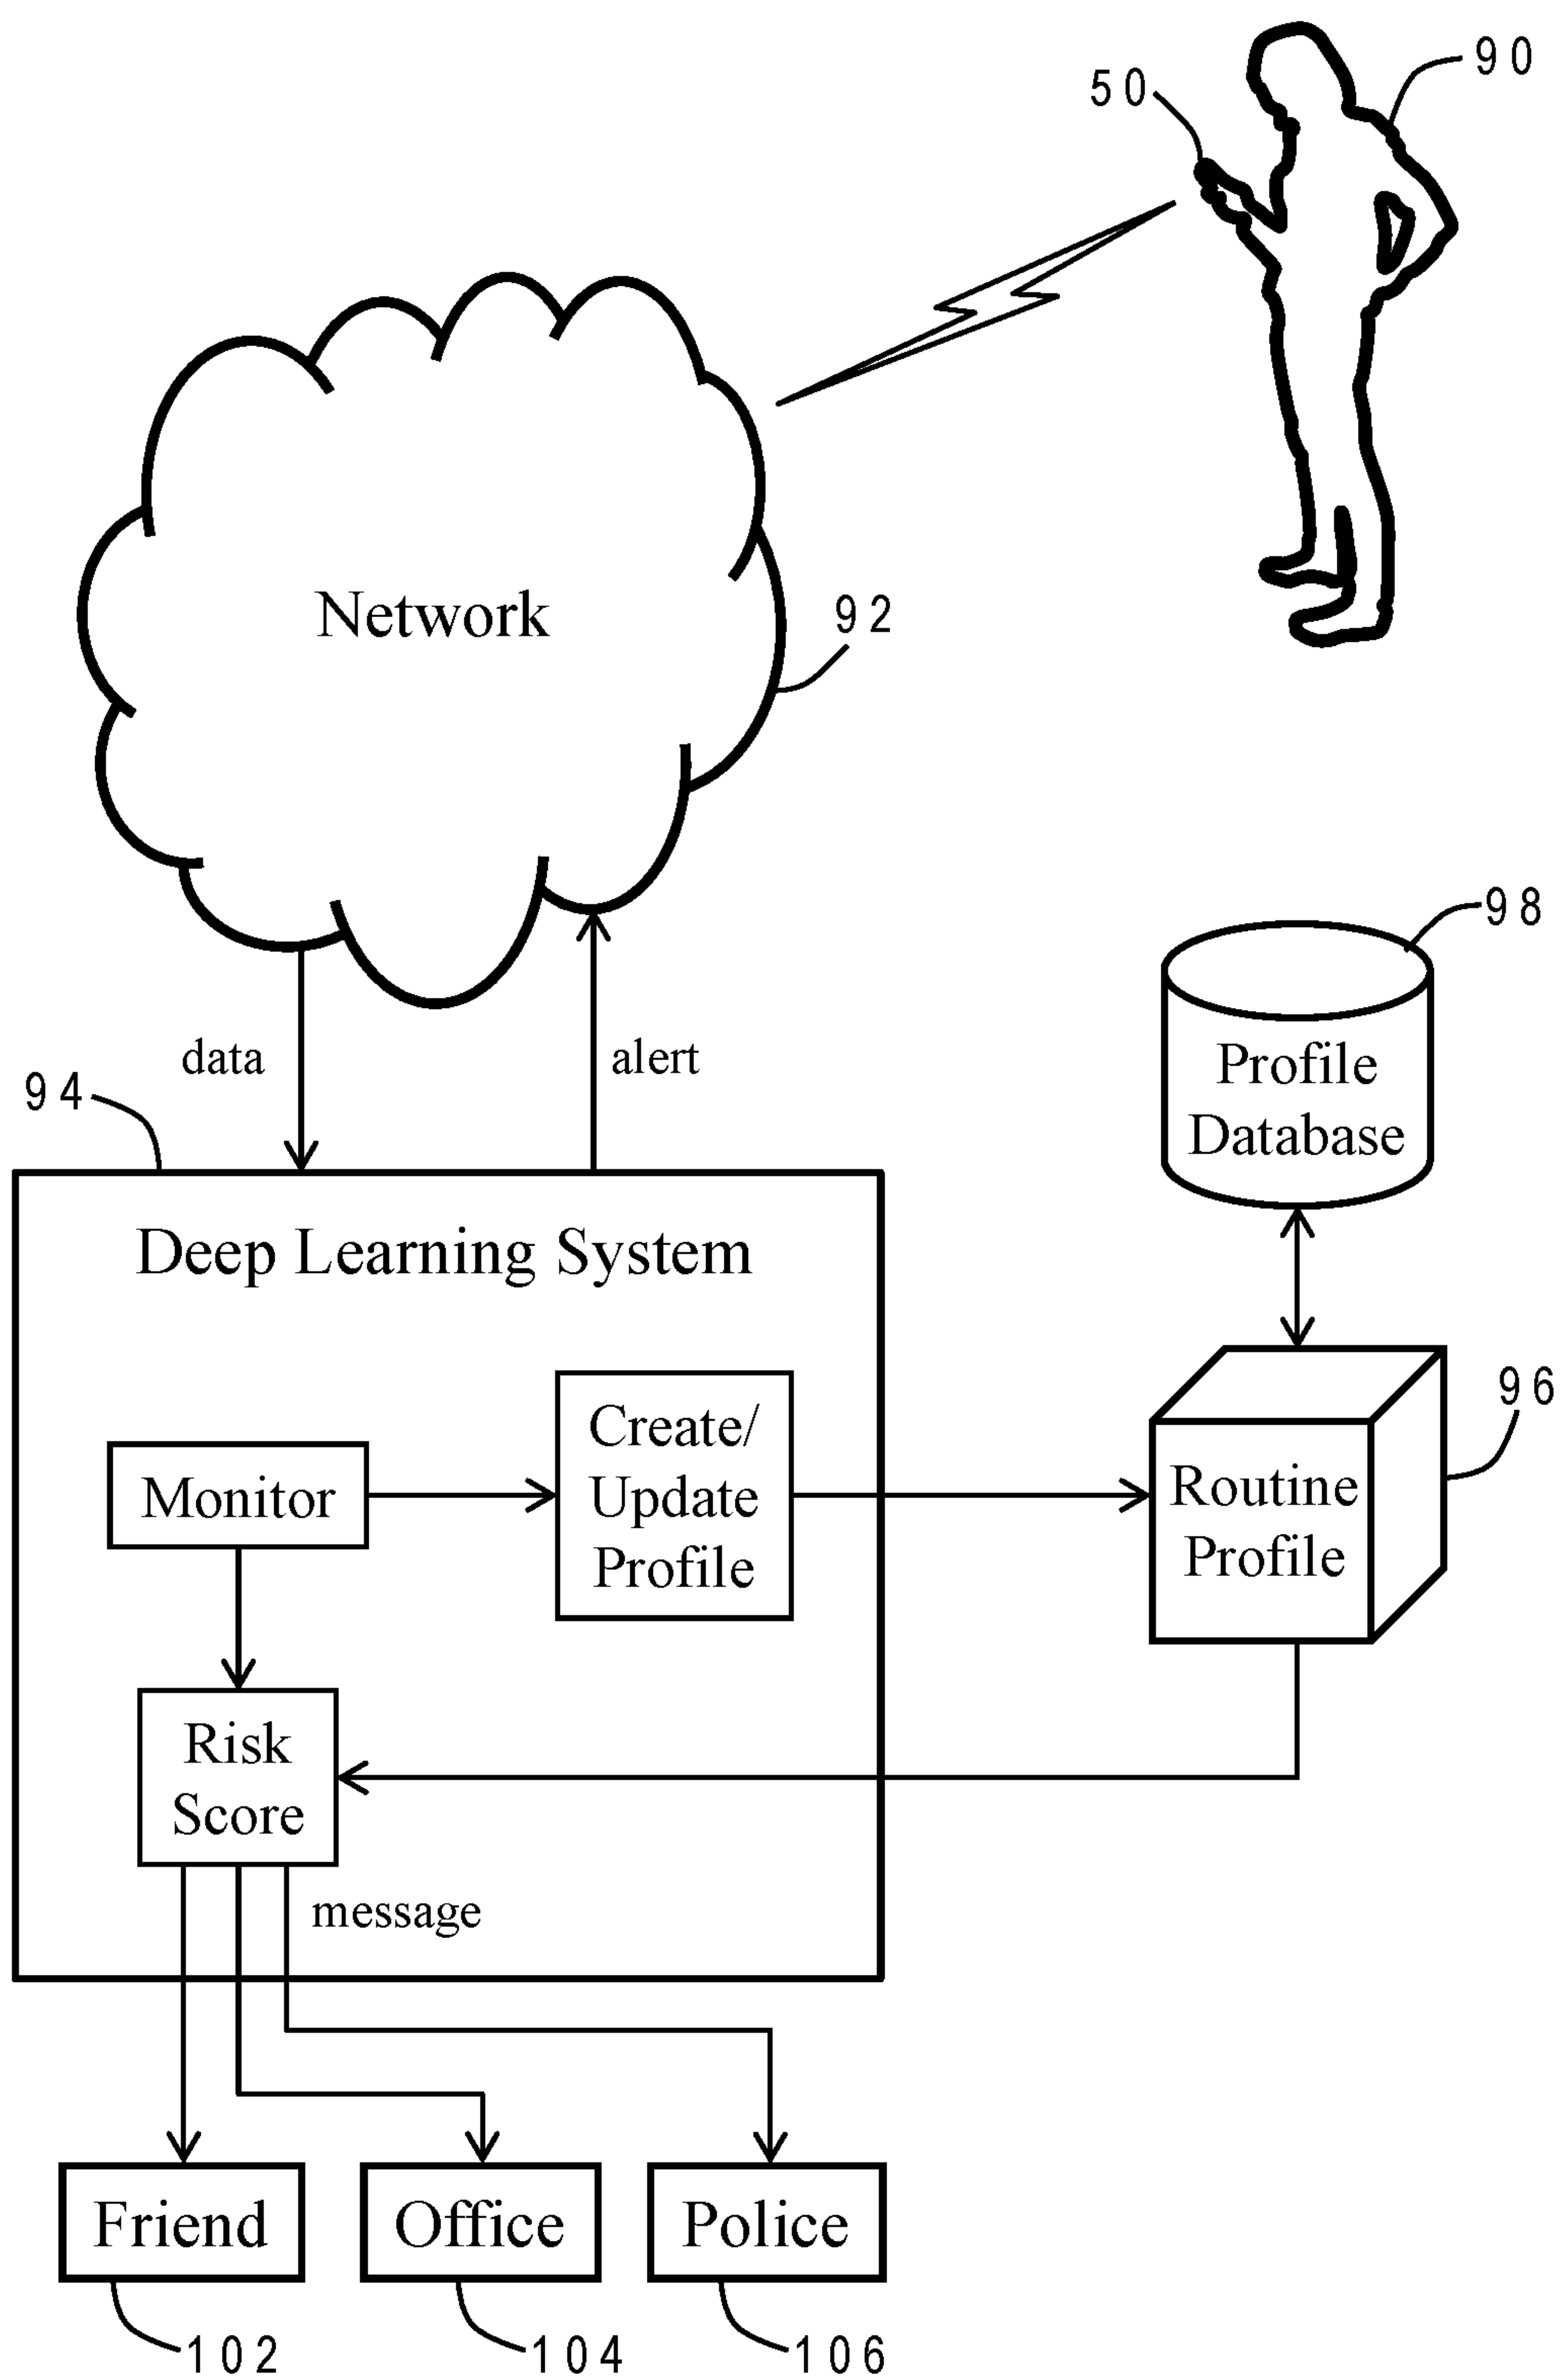 50
90
Network
92
98
Profile
Database
data
alert
94
Deep Learning System
96
Create/
Update
Profile
Monitor
Routine
Profile
Risk
Score
message
Friend
Office
Police
102
104
106